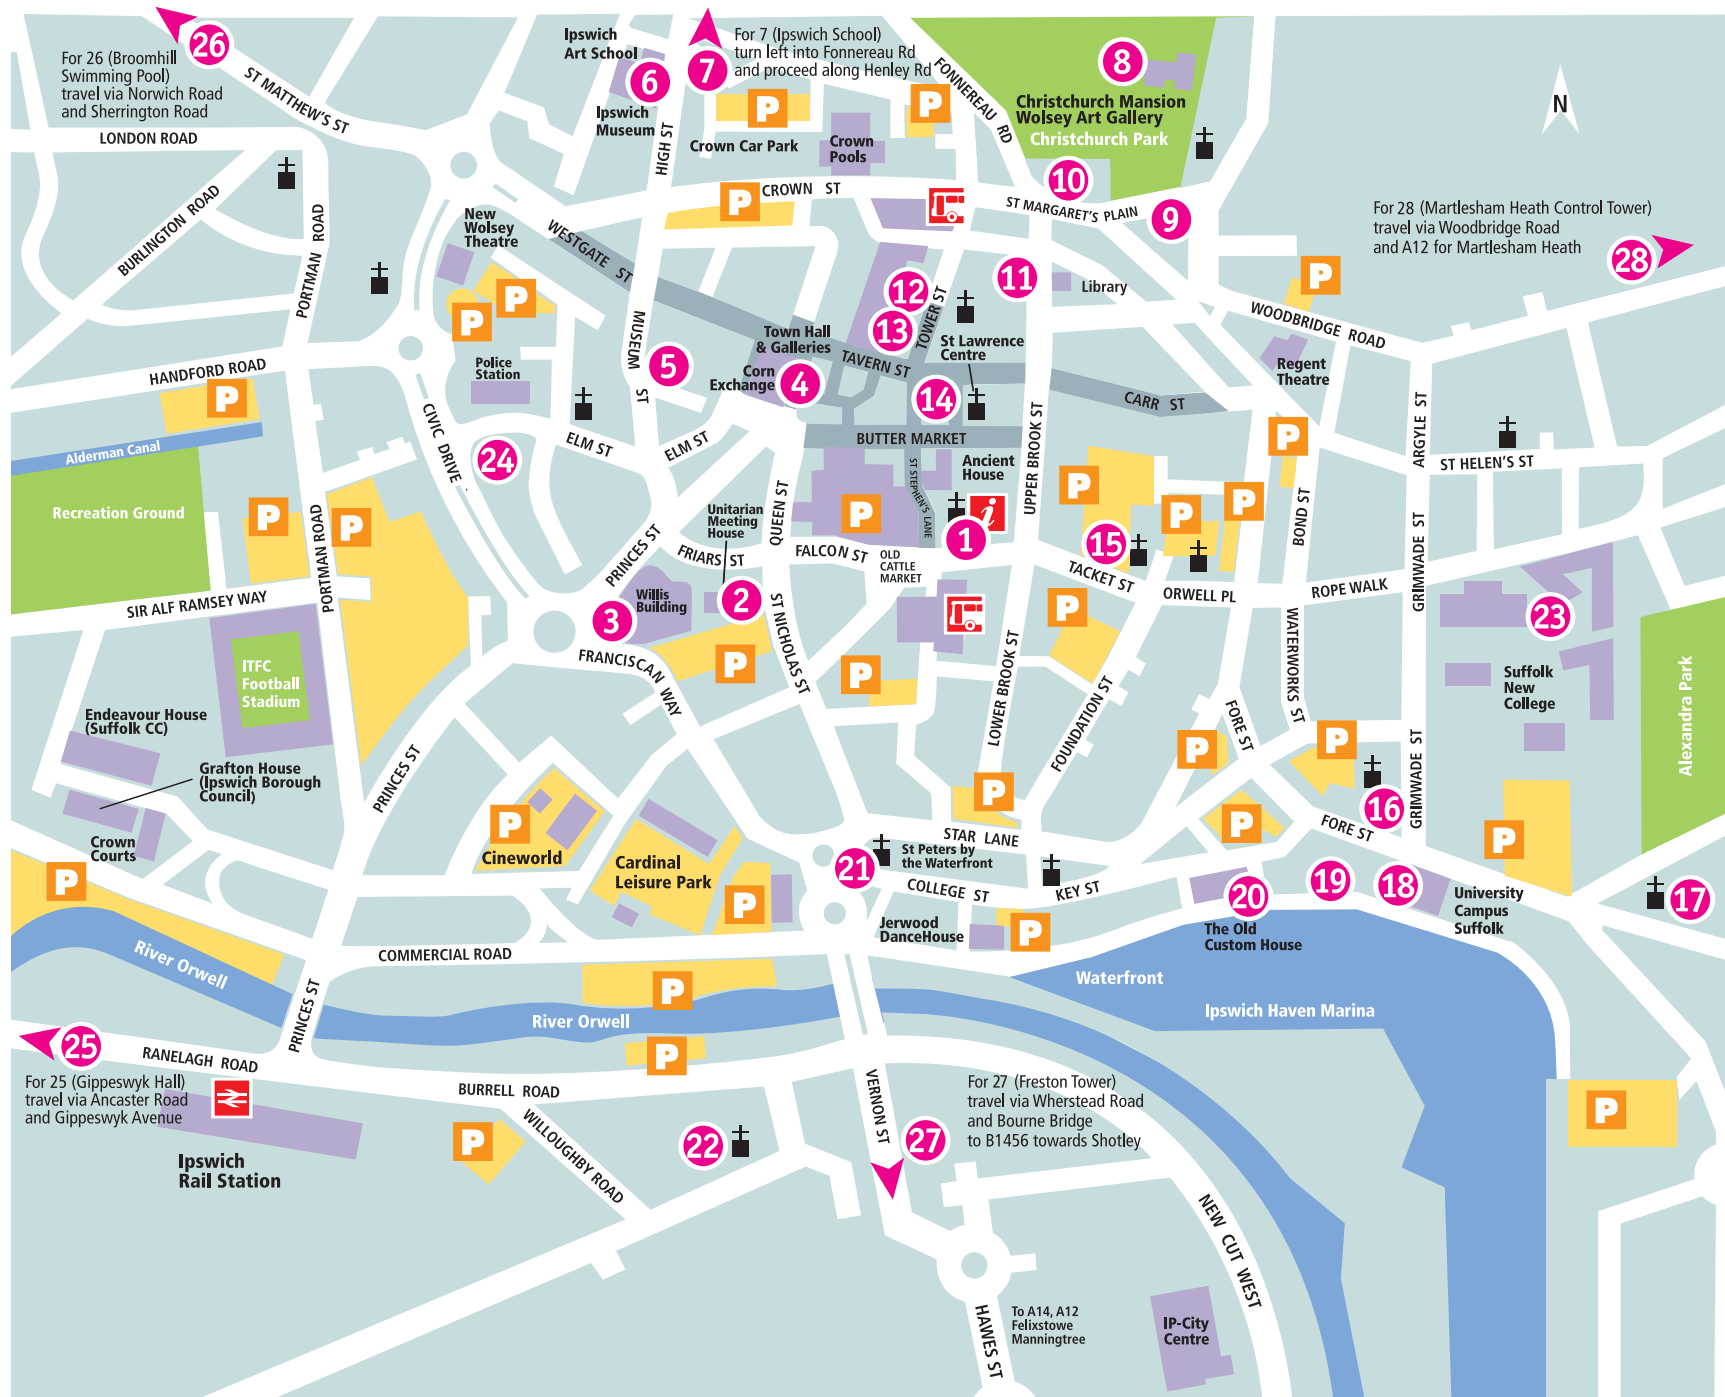 26
For 26 (Broomhill
Swimming Pool)
travel via Norwich Road
and Sherrington Road
ST MATTHEW'S ST
LONDON ROAD
BURLINGTON ROAD
PORTMAN ROAD
Ipswich
Art School
6
Ipswich
Museum
7
For 7 (Ipswich School)
turn left into Fonnereau Rd
and proceed along Henley Rd
HIGH ST
P
Crown Car Park
Crown
Pools
P
FONNEREAU RD
8
Christchurch Mansion
Wolsey Art Gallery
Christchurch Park
N
10
9
CROWN ST
P
ST MARGARET'S PLAIN
For 28 (Martlesham Heath Control Tower)
travel via Woodbridge Road
and A12 for Martlesham Heath
28
New
Wolsey
Theatre
WESTGATE ST
P
P
Police
Station
MUSEUM ST
5
Town Hall
& Galleries
Corn
Exchange
4
12
13
TOWER ST
TAVERN ST
11
Library
St Lawrence
Centre
14
P
WOODBRIDGE ROAD
Regent
Theatre
CARR ST
HANDFORD ROAD
P
Alderman Canal
CIVIC DRIVE
24
ELM ST
ELM ST
BUTTER MARKET
Ancient
House
ST STEPHEN'S LANE
UPPER BROOK ST
P
ARGYLE ST
ST HELEN'S ST
Recreation Ground
P
P
PORTMAN ROAD
PRINCES ST
Unitarian
Meeting
House
QUEEN ST
P
i
1
P
15
P
P
BOND ST
GRIMWADE ST
FRIARS ST
FALCON ST
OLD
CATTLE
MARKET
TACKET ST
ORWELL PL
ROPE WALK
SIR ALF RAMSEY WAY
3
Willis
Building
2
P
P
23
ITFC
Football
Stadium
FRANCISCAN WAY
ST NICHOLAS ST
P
LOWER BROOK ST
FOUNDATION ST
WATERWORKS ST
FORE ST
Suffolk
New
College
Alexandra Park
Endeavour House
(Suffolk CC)
Grafton House
(Ipswich Borough
Council)
Crown
Courts
PRINCES ST
P
P
P
16
GRIMWADE ST
P
Cineworld
P
Cardinal
Leisure Park
P
21
STAR LANE
St Peters by
the Waterfront
COLLEGE ST
KEY ST
P
FORE ST
P
P
20
19
18
17
The Old
Custom House
University
Campus
Suffolk
Jerwood
DanceHouse
P
River Orwell
COMMERCIAL ROAD
Waterfront
Ipswich Haven Marina
P
River Orwell
PRINCES ST
25
RANELAGH ROAD
For 25 (Gippeswyk Hall)
travel via Ancaster Road
and Gippeswyk Avenue
P
BURRELL ROAD
VERNON ST
For 27 (Freston Tower)
travel via Wherstead Road
and Bourne Bridge
to B1456 towards Shotley
27
P
Ipswich
Rail Station
P
WILLOUGHBY ROAD
22
NEW CUT WEST
HAWES ST
To A14, A12
Felixstowe
Manningtree
IP-City
Centre